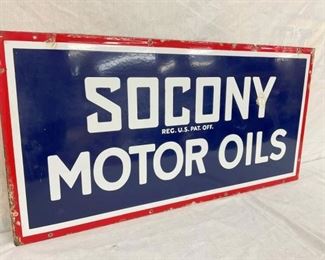 SOCONY
REG. U.S. PAT. OFF.
MOTOR OILS